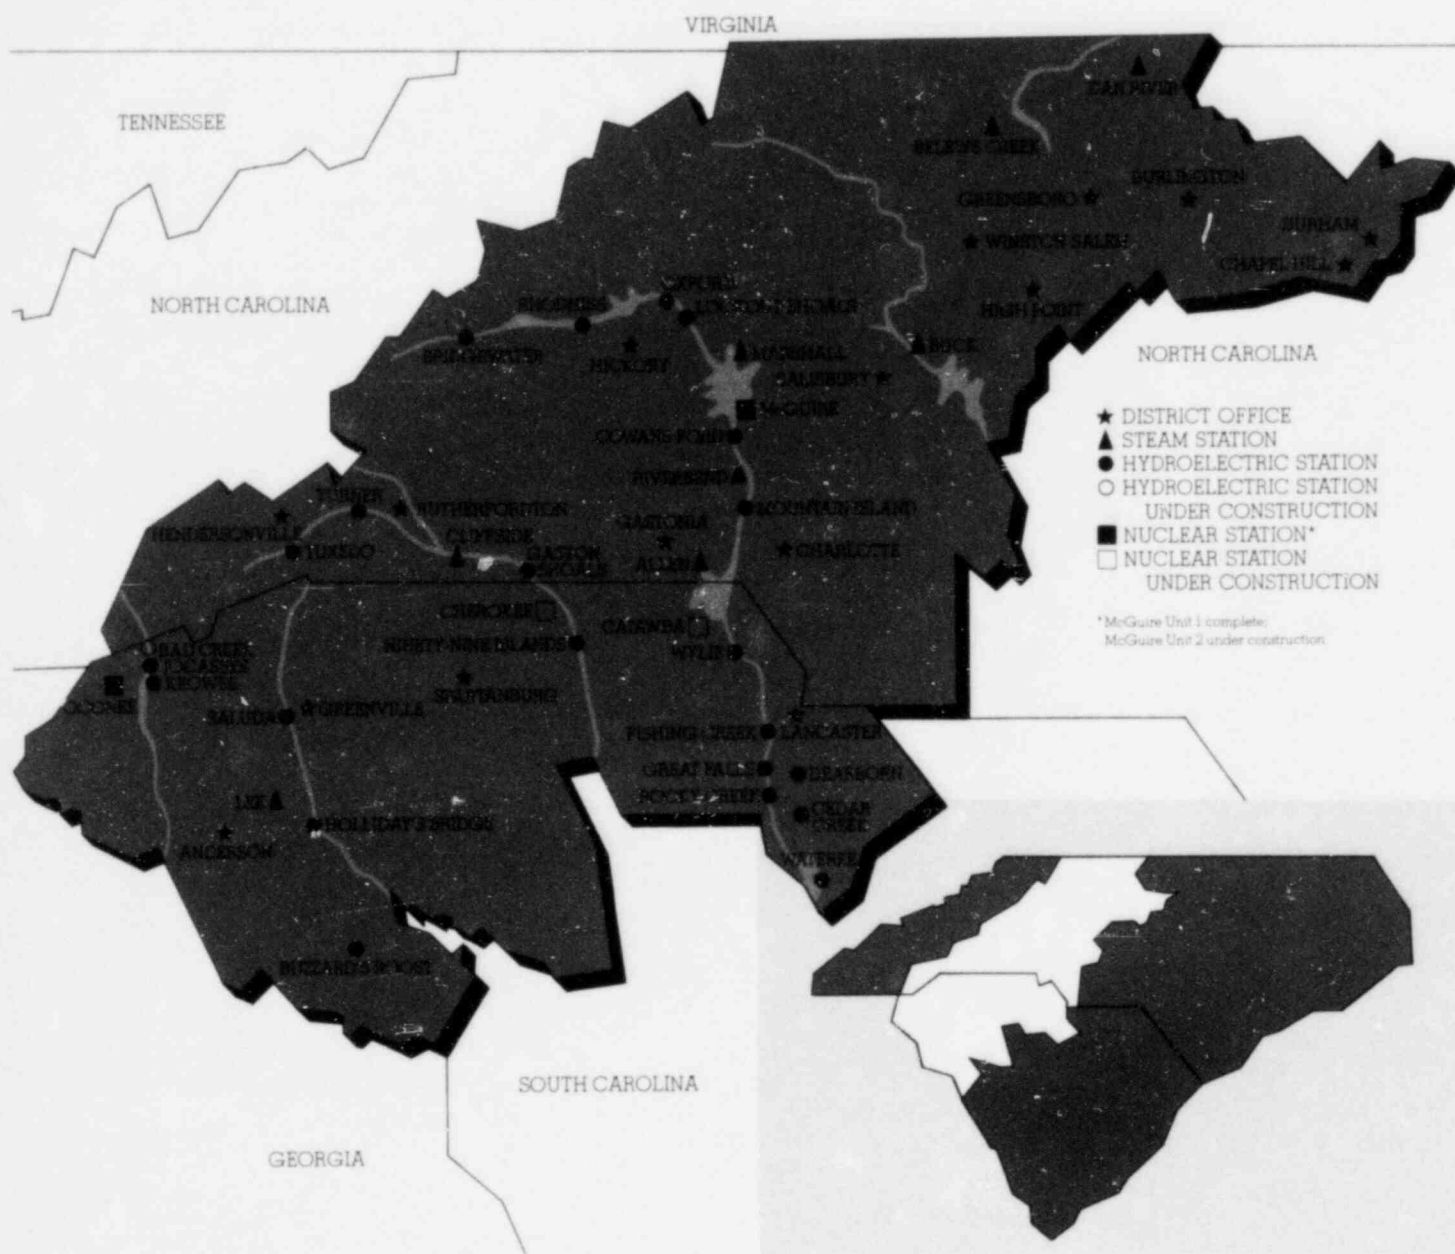 VIRGINIA
TENNESSEE
DAN RIVER
BELEWS CREEK
BURLINGTON
GREENSBORO
DURHAM
WINSTON SALEM
CHAPEL HILL
NORTH CAROLINA
OXFORD
RHODHISS
LOOKOUT SHOALS
HIGH POINT
BRIDGEWATER
HICKORY
MARSHALL
BUCK
NORTH CAROLINA
SALISBURY
McGUIRE
DISTRICT OFFICE
COWANS FORD
STEAM STATION
HYDROELECTRIC STATION
RIVERBEND
HYDROELECTRIC STATION
UNDER CONSTRUCTION
TURNER
RUTHERFORDTON
MOUNTAIN ISLAND
HENDERSONVILLE
GASTONIA
NUCLEAR STATION*
CLIFFSIDE
TUXEDO
GASTON
SHOALS
ALLEN
CHARLOTTE
NUCLEAR STATION
UNDER CONSTRUCTION
CHEROKEE
CATAWBA
*McGuire Unit 1 complete;
McGuire Unit 2 under construction.
BAD CREEK
NINETY-NINE ISLANDS
WYLIE
JOCASSEE
KEOWEE
OCONEE
SPARTANBURG
SALUDA
GREENVILLE
FISHING CREEK
LANCASTER
GREAT FALLS
DEARBORN
LEE
ROCKY CREEK
CEDAR
CREEK
HOLLIDAY'S BRIDGE
ANDERSON
WATEREE
BUZZARD'S ROOST
SOUTH CAROLINA
GEORGIA